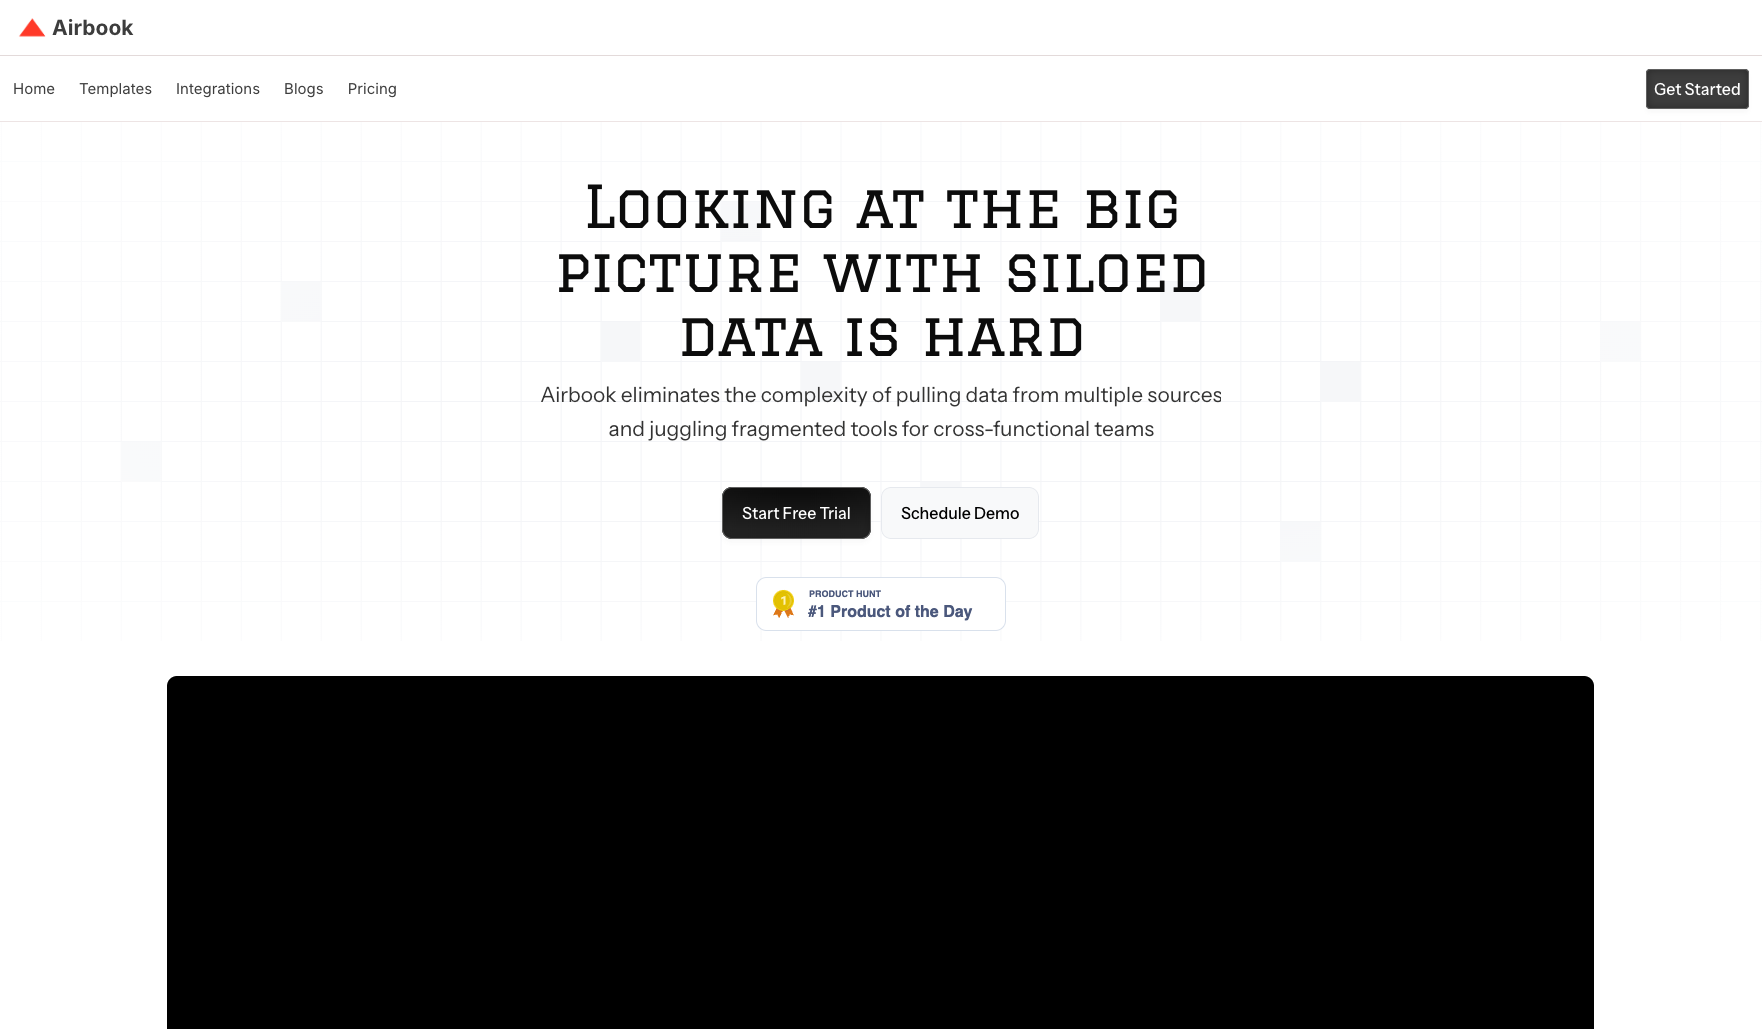 Airbook
Home Templates Integrations Blogs Pricing Get Started
Looking at the big
picture with siloed
data is hard
Airbook eliminates the complexity of pulling data from multiple sources
and juggling fragmented tools for cross-functional teams
Start Free Trial Schedule Demo
1
PRODUCT HUNT
#1 Product of the Day